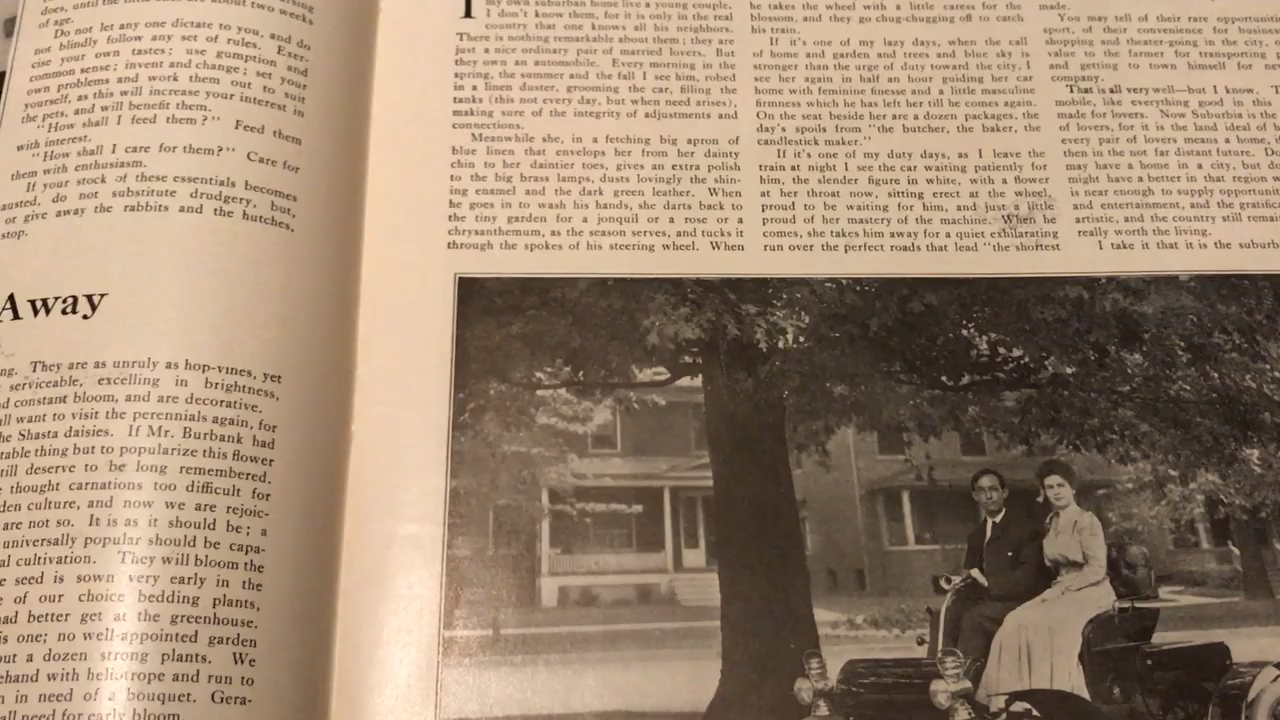 does, until the little ones are about two weeks
of age.
Do not let any one dictate to you, and do
not blindly follow any set of rules. Exer-
cise your own tastes; use gumption and
common sense; invent and change; set your
own problems and work them out to suit
yourself, as this will increase your interest in
the pets, and will benefit them.
"How shall I feed them?" Feed them
with interest.
"How shall I care for them?" Care for
them with enthusiasm.
If your stock of these essentials becomes
austed, do not substitute drudgery, but,
or give away the rabbits and the hutches,
stop.
Away
ng. They are as unruly as hop-vines, yet
serviceable, excelling in brightness,
d constant bloom, and are decorative.
all want to visit the perennials again, for
he Shasta daisies. If Mr. Burbank had
table thing but to popularize this flower
till deserve to be long remembered.
thought carnations too difficult for
den culture, and now we are rejoic-
are not so. It is as it should be; a
universally popular should be capa-
al cultivation. They will bloom the
e seed is sown very early in the
e of our choice bedding plants,
had better get at the greenhouse.
is one; no well-appointed garden
out a dozen strong plants. We
ehand with heliotrope and run to
n in need of a bouquet. Gera-
all need for early bloom.
my own suburban home live a young couple.
I don't know them, for it is only in the real
country that one knows all his neighbors.
There is nothing remarkable about them; they are
just a nice ordinary pair of married lovers. But
they own an automobile. Every morning in the
spring, the summer and the fall I see him, robed
in a linen duster, grooming the car, filling the
tanks (this not every day, but when need arises),
making sure of the integrity of adjustments and
connections.
Meanwhile she, in a fetching big apron of
blue linen that envelops her from her dainty
chin to her daintier toes, gives an extra polish
to the big brass lamps, dusts lovingly the shin-
ing enamel and the dark green leather. When
he goes in to wash his hands, she darts back to
the tiny garden for a jonquil or a rose or a
chrysanthemum, as the season serves, and tucks it
through the spokes of his steering wheel. When
he takes the wheel with a little caress for the
blossom, and they go chug-chugging off to catch
his train.
If it's one of my lazy days, when the call
of home and garden and trees and blue sky is
stronger than the urge of duty toward the city, I
see her again in half an hour guiding her car
home with feminine finesse and a little masculine
firmness which he has left her till he comes again.
On the seat beside her are a dozen packages, the
day's spoils from "the butcher, the baker, the
candlestick maker."
If it's one of my duty days, as I leave the
train at night I see the car waiting patiently for
him, the slender figure in white, with a flower
at her throat now, sitting erect at the wheel,
proud to be waiting for him, and just a little
proud of her mastery of the machine. When he
comes, she takes him away for a quiet exhilarating
run over the perfect roads that lead "the shortest
made.
You may tell of their rare opportuniti
sport, of their convenience for busines
shopping and theater-going in the city,
value to the farmer for transporting
and getting to town himself for
company.
That is all very well—but I know. T
mobile, like everything good in this
made for lovers. Now Suburbia is the
of lovers, for it is the land ideal of
every pair of lovers means a home,
then in the not far distant future. Do
may have a home in a city, but d
might have a better in that region w
is near enough to supply opportunit
and entertainment, and the gratific
artistic, and the country still remai
really worth the living.
I take it that it is the suburb